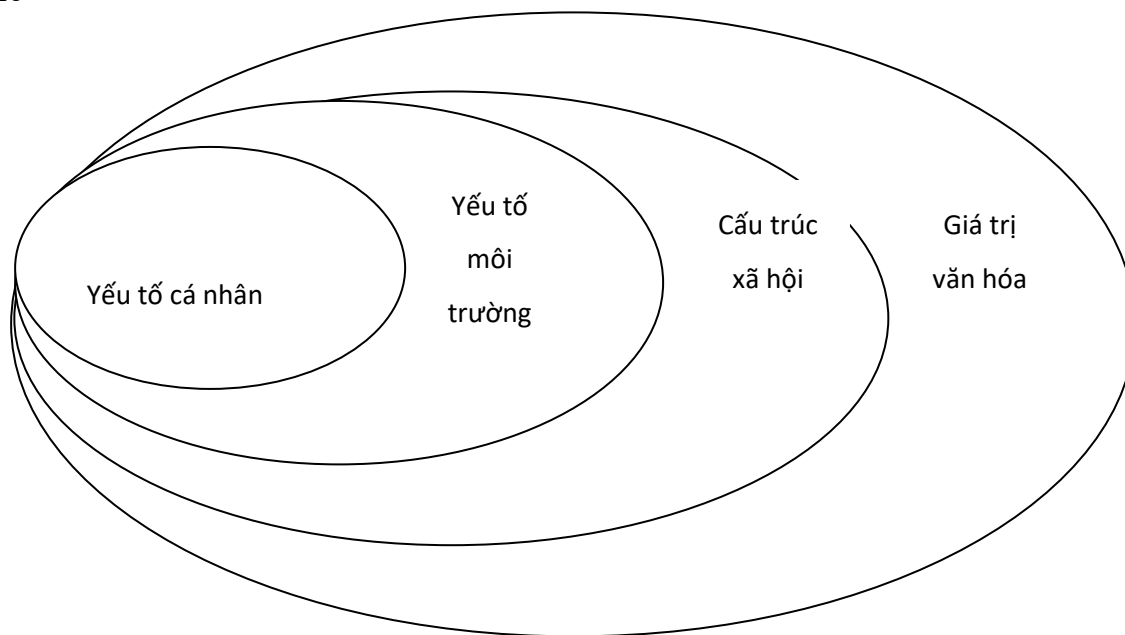 Yếu tố cá nhân
Yếu tố
môi
trường
Cấu trúc
xã hội
Giá trị
văn hóa